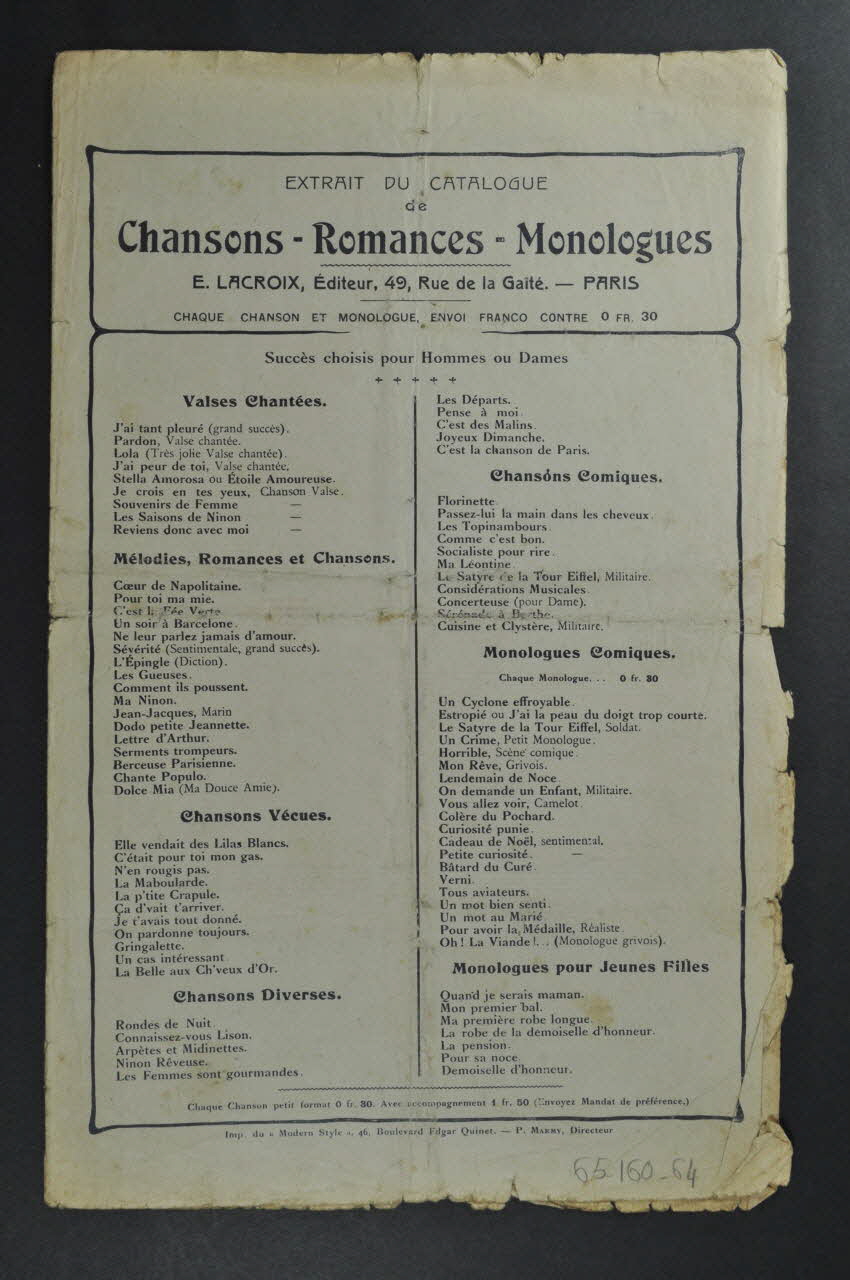 EXTRAIT DU CATALOGUE
de
Chansons - Romances - Monologues
E. LACROIX, Éditeur, 49, Rue de la Gaîté. — PARIS
CHAQUE CHANSON ET MONOLOGUE, ENVOI FRANCO CONTRE 0 FR. 30
Succès choisis pour Hommes ou Dames
Valses Chantées.
J'ai tant pleuré (grand succès).
Pardon, Valse chantée.
Lola (Très jolie Valse chantée).
J'ai peur de toi, Valse chantée.
Stella Amorosa ou Étoile Amoureuse.
Je crois en tes yeux, Chanson Valse.
Souvenirs de Femme —
Les Saisons de Ninon —
Reviens donc avec moi —
Mélodies, Romances et Chansons.
Cœur de Napolitaine.
Pour toi ma mie.
C'est la Fée Verte
Un soir à Barcelone.
Ne leur parlez jamais d'amour.
Sévérité (Sentimentale, grand succès).
L'Épingle (Diction).
Les Gueuses.
Comment ils poussent.
Ma Ninon.
Jean-Jacques, Marin
Dodo petite Jeannette.
Lettre d'Arthur.
Serments trompeurs.
Berceuse Parisienne.
Chante Populo.
Dolce Mia (Ma Douce Amie).
Chansons Vécues.
Elle vendait des Lilas Blancs.
C'était pour toi mon gas.
N'en rougis pas.
La Maboularde.
La p'tite Crapule.
Ça d'vait t'arriver.
Je t'avais tout donné.
On pardonne toujours.
Gringalette.
Un cas intéressant
La Belle aux Ch'veux d'Or.
Chansons Diverses.
Rondes de Nuit
Connaissez-vous Lison.
Arpètes et Midinettes.
Ninon Rêveuse.
Les Femmes sont gourmandes.
Les Départs.
Pense à moi.
C'est des Malins.
Joyeux Dimanche.
C'est la chanson de Paris.
Chansons Comiques.
Florinette.
Passez-lui la main dans les cheveux.
Les Topinambours.
Comme c'est bon.
Socialiste pour rire.
Ma Léontine.
Le Satyre de la Tour Eiffel, Militaire.
Considérations Musicales.
Concerteuse (pour Dame).
Sérénade à Berthe.
Cuisine et Clystère, Militaire.
Monologues Comiques.
Chaque Monologue. . . 0 fr. 30
Un Cyclone effroyable.
Estropié ou J'ai la peau du doigt trop courte.
Le Satyre de la Tour Eiffel, Soldat.
Un Crime, Petit Monologue.
Horrible, Scène comique.
Mon Rêve, Grivois.
Lendemain de Noce
On demande un Enfant, Militaire.
Vous allez voir, Camelot.
Colère du Pochard.
Curiosité punie.
Cadeau de Noël, sentimental.
Petite curiosité. —
Bâtard du Curé.
Verni.
Tous aviateurs.
Un mot bien senti.
Un mot au Marié
Pour avoir la Médaille, Réaliste.
Oh! La Viande!... (Monologue grivois).
Monologues pour Jeunes Filles
Quand je serais maman.
Mon premier bal.
Ma première robe longue.
La robe de la demoiselle d'honneur.
La pension.
Pour sa noce
Demoiselle d'honneur.
Chaque Chanson petit format 0 fr. 30. Avec accompagnement 1 fr. 50 (Envoyez Mandat de préférence.)
Imp. du « Modern Style », 46, Boulevard Edgar Quinet. — P. MARMY, Directeur
65-160-64